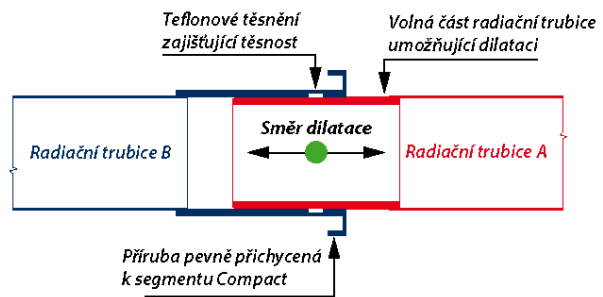 Teflonové těsnění
zajišťující těsnost
Volná část radiační trubice
umožňující dilataci
Směr dilatace
Radiační trubice B
Radiační trubice A
Příruba pevně přichycená
k segmentu Compact